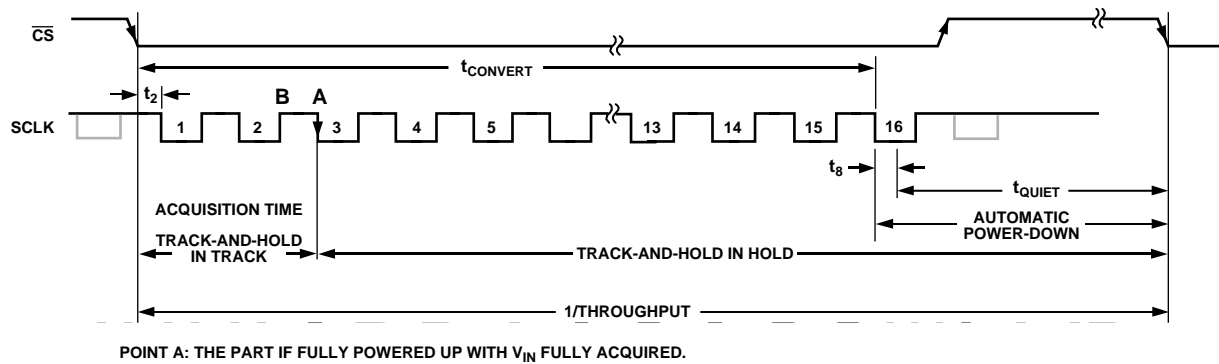 CS
tCONVERT
t2
B A
SCLK
1 2 3 4 5 13 14 15 16
t8
tQUIET
ACQUISITION TIME
AUTOMATIC
POWER-DOWN
TRACK-AND-HOLD
IN TRACK
TRACK-AND-HOLD IN HOLD
1/THROUGHPUT
POINT A: THE PART IF FULLY POWERED UP WITH VIN FULLY ACQUIRED.